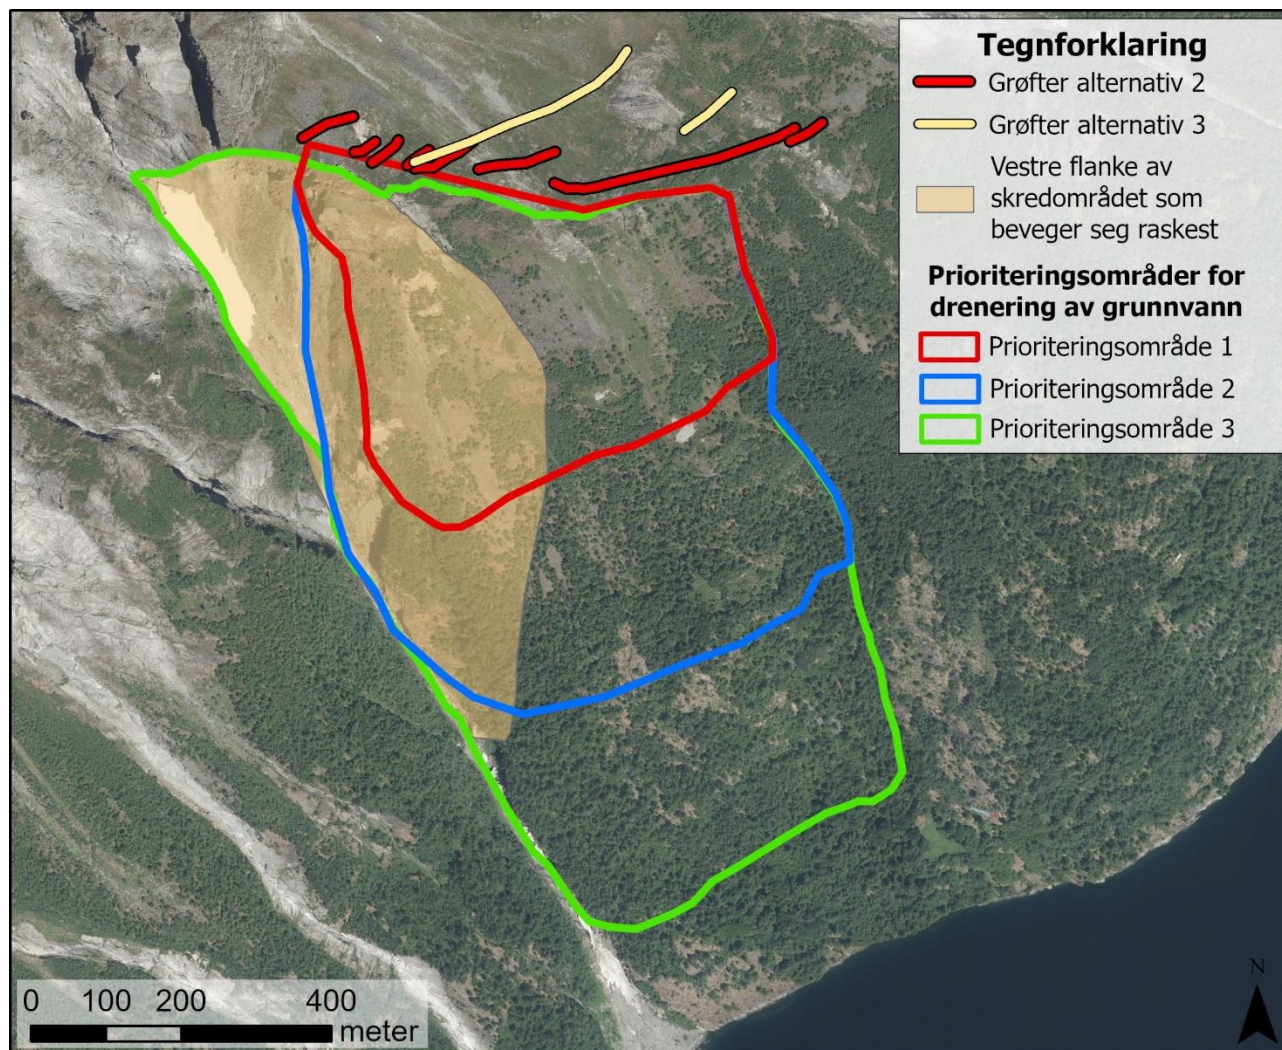 Tegnforklaring
Grøfter alternativ 2
Grøfter alternativ 3
Vestre flanke av
skredområdet som
beveger seg raskest
Prioriteringsområder for
drenering av grunnvann
Prioriteringsområde 1
Prioriteringsområde 2
Prioriteringsområde 3
0 100 200 400
meter
N